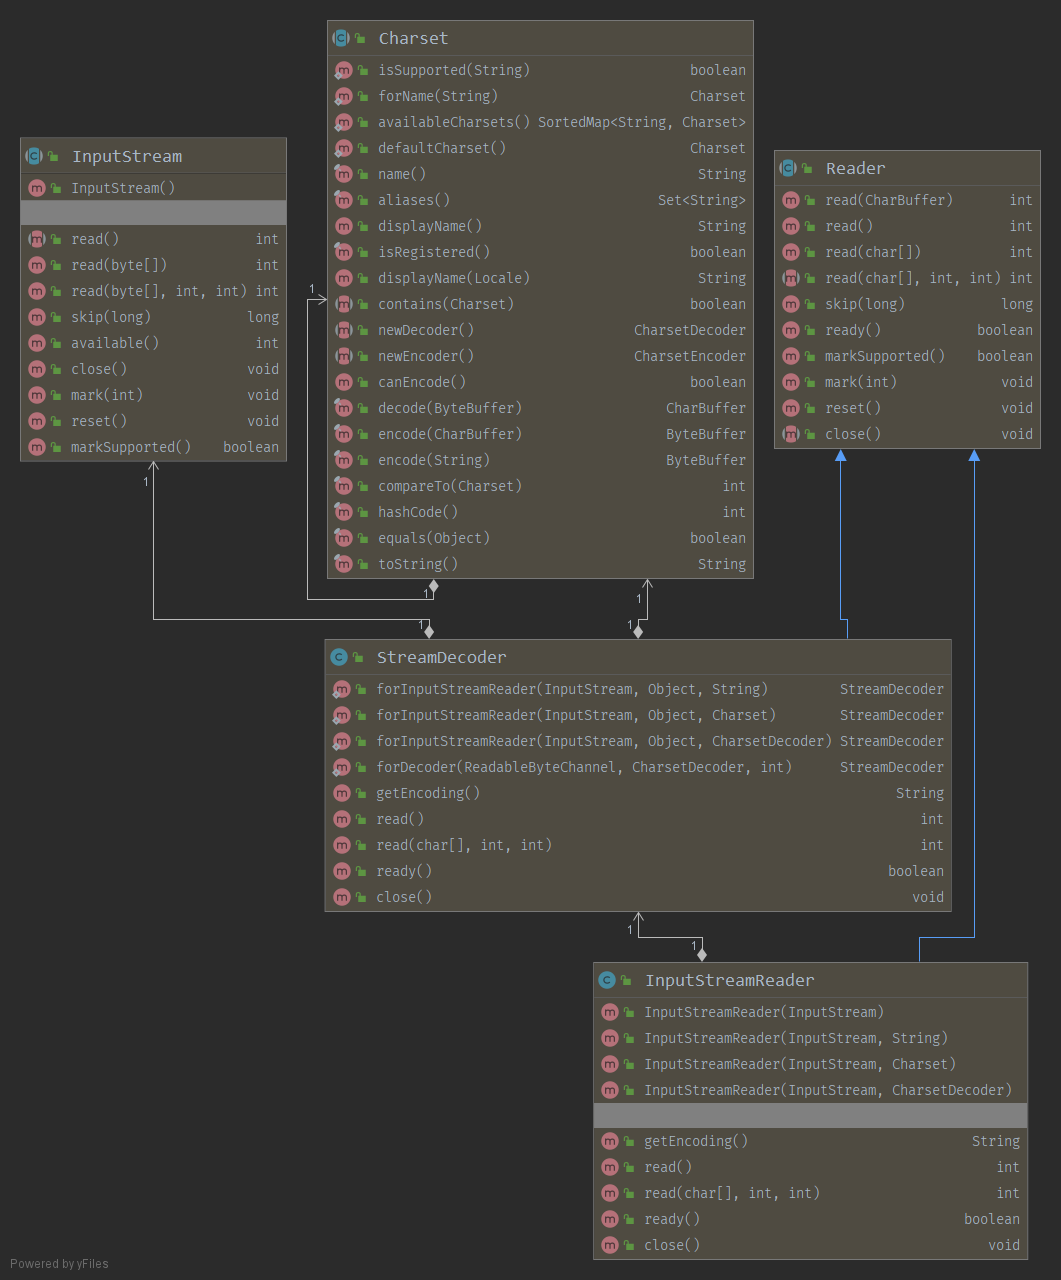 Charset
isSupported(String) boolean
forName(String) Charset
availableCharsets() SortedMap<String, Charset>
defaultCharset() Charset
name() String
aliases() Set<String>
displayName() String
isRegistered() boolean
displayName(Locale) String
contains(Charset) boolean
newDecoder() CharsetDecoder
newEncoder() CharsetEncoder
canEncode() boolean
decode(ByteBuffer) CharBuffer
encode(CharBuffer) ByteBuffer
encode(String) ByteBuffer
compareTo(Charset) int
hashCode() int
equals(Object) boolean
toString() String
InputStream
InputStream()
read() int
read(byte[]) int
read(byte[], int, int) int
skip(long) long
available() int
close() void
mark(int) void
reset() void
markSupported() boolean
Reader
read(CharBuffer) int
read() int
read(char[]) int
read(char[], int, int) int
skip(long) long
ready() boolean
markSupported() boolean
mark(int) void
reset() void
close() void
1
1
1
1
1
1
StreamDecoder
forInputStreamReader(InputStream, Object, String) StreamDecoder
forInputStreamReader(InputStream, Object, Charset) StreamDecoder
forInputStreamReader(InputStream, Object, CharsetDecoder) StreamDecoder
forDecoder(ReadableByteChannel, CharsetDecoder, int) StreamDecoder
getEncoding() String
read() int
read(char[], int, int) int
ready() boolean
close() void
1
1
InputStreamReader
InputStreamReader(InputStream)
InputStreamReader(InputStream, String)
InputStreamReader(InputStream, Charset)
InputStreamReader(InputStream, CharsetDecoder)
getEncoding() String
read() int
read(char[], int, int) int
ready() boolean
close() void
Powered by yFiles